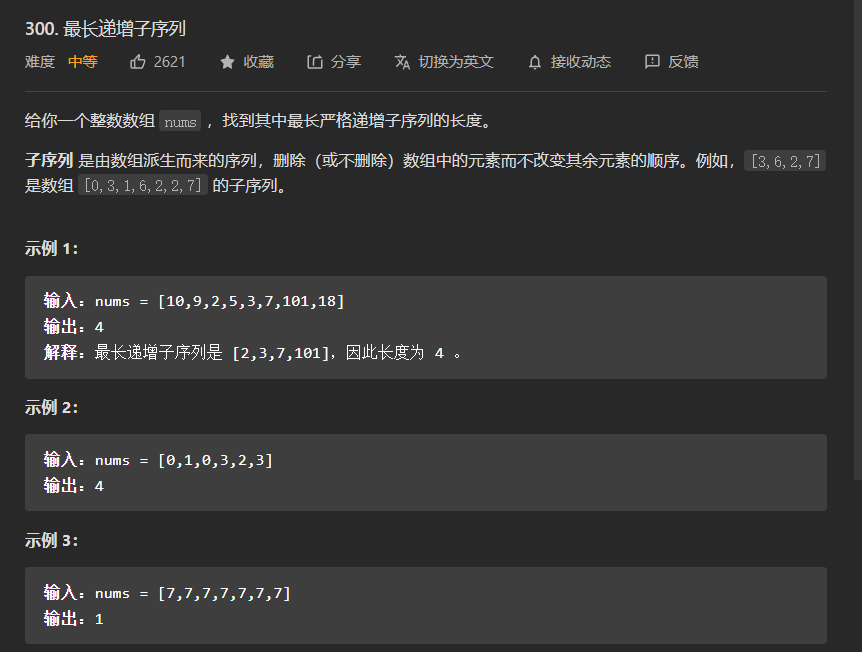 300. 最长递增子序列
难度 中等 2621 收藏 分享 切换为英文 接收动态 反馈
给你一个整数数组 nums ，找到其中最长严格递增子序列的长度。
子序列 是由数组派生而来的序列，删除（或不删除）数组中的元素而不改变其余元素的顺序。例如，[3,6,2,7]
是数组 [0,3,1,6,2,2,7] 的子序列。
示例 1：
输入：nums = [10,9,2,5,3,7,101,18]
输出：4
解释：最长递增子序列是 [2,3,7,101]，因此长度为 4 。
示例 2：
输入：nums = [0,1,0,3,2,3]
输出：4
示例 3：
输入：nums = [7,7,7,7,7,7,7]
输出：1